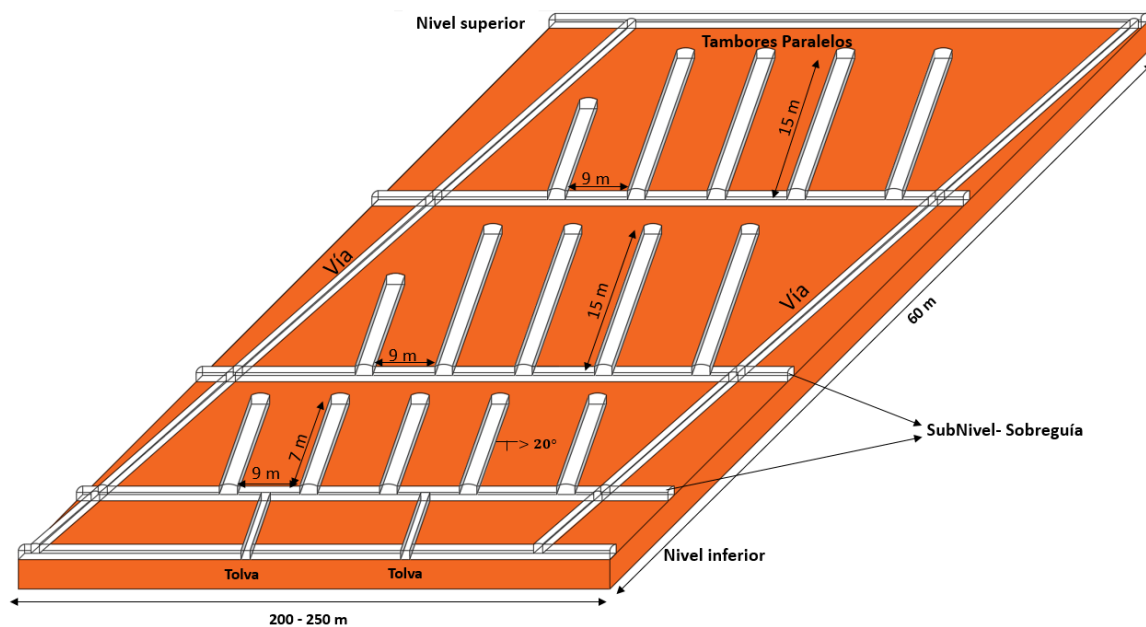 Nivel superior
Tambores Paralelos
15 m
9 m
Vía
Vía
15 m
60 m
9 m
7 m
> 20°
9 m
SubNivel- Sobreguía
Nivel inferior
Tolva
Tolva
200 - 250 m